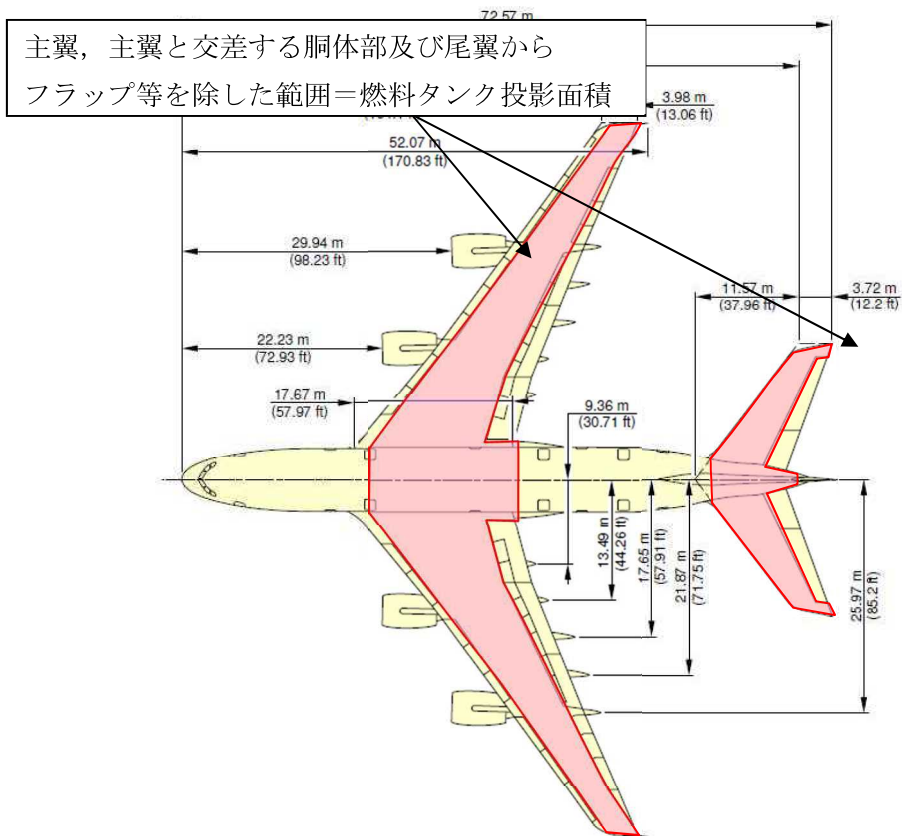 72.57 m
主翼，主翼と交差する胴体部及び尾翼から
フラップ等を除した範囲＝燃料タンク投影面積
3.98 m
(13.06 ft)
52.07 m
(170.83 ft)
29.94 m
(98.23 ft)
11.57 m
(37.96 ft)
3.72 m
(12.2 ft)
22.23 m
(72.93 ft)
17.67 m
(57.97 ft)
9.36 m
(30.71 ft)
13.49 m
(44.26 ft)
17.65 m
(57.91 ft)
21.87 m
(71.75 ft)
25.97 m
(85.2 ft)